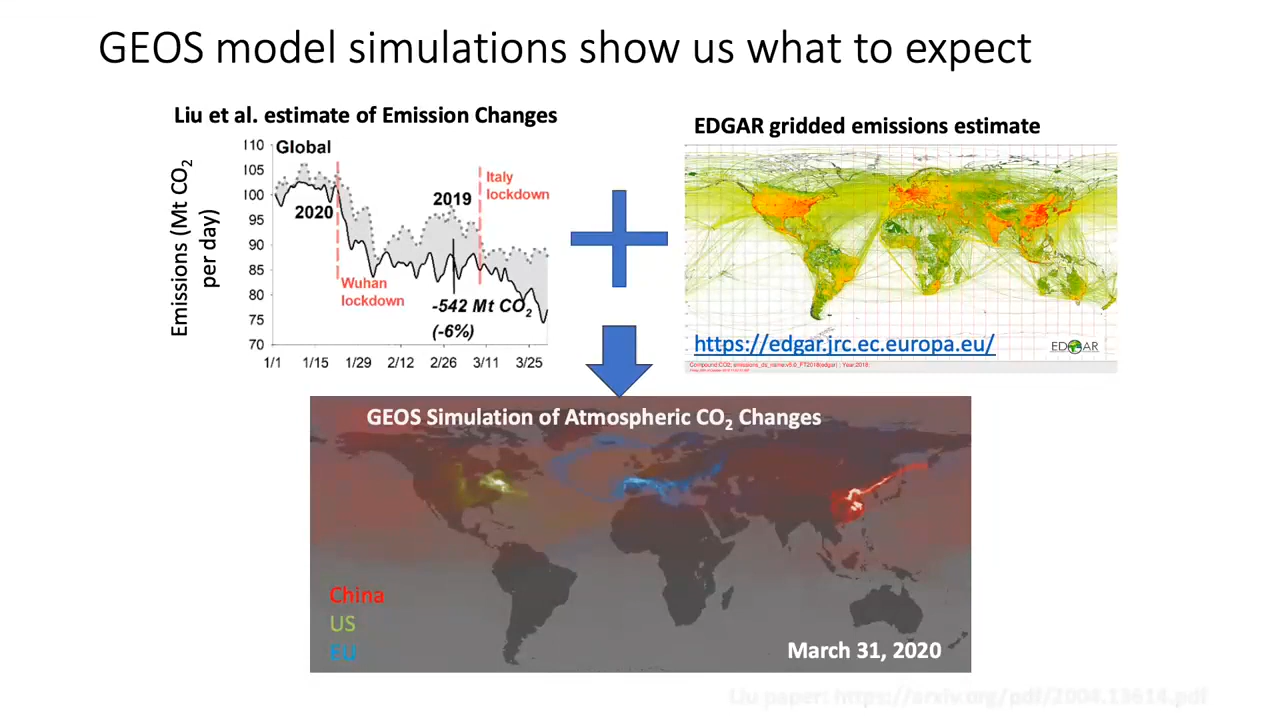 GEOS model simulations show us what to expect
Liu et al. estimate of Emission Changes
EDGAR gridded emissions estimate
Emissions (Mt CO2
per day)
110
105
100
95
90
85
80
75
70
Global
2020
2019
Italy
lockdown
Wuhan
lockdown
-542 Mt CO2
(-6%)
1/1 1/15 1/29 2/12 2/26 3/11 3/25
https://edgar.jrc.ec.europa.eu/
EDGAR
GEOS Simulation of Atmospheric CO2 Changes
China
US
EU
March 31, 2020
Liu paper: https://arxiv.org/pdf/2004.13614.pdf